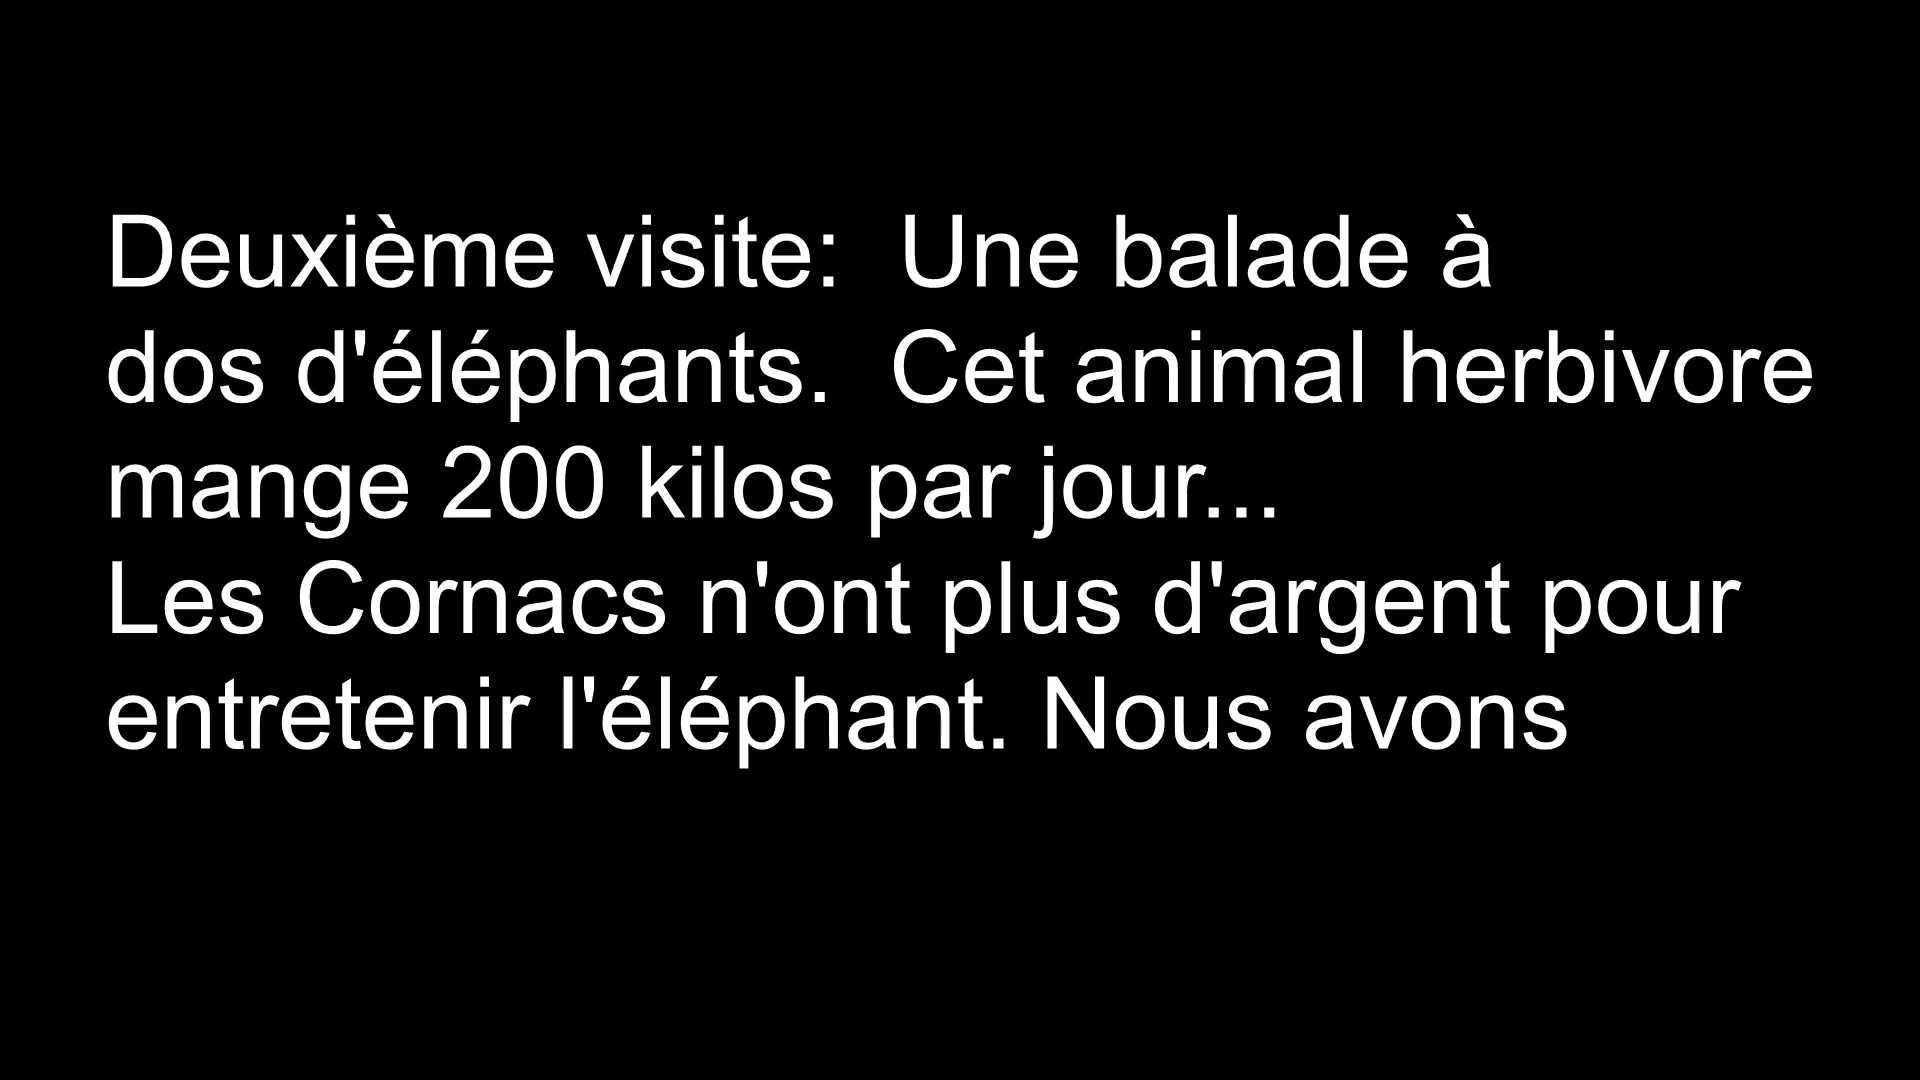 Deuxième visite:  Une balade à
dos d'éléphants.  Cet animal herbivore
mange 200 kilos par jour...
Les Cornacs n'ont plus d'argent pour
entretenir l'éléphant. Nous avons